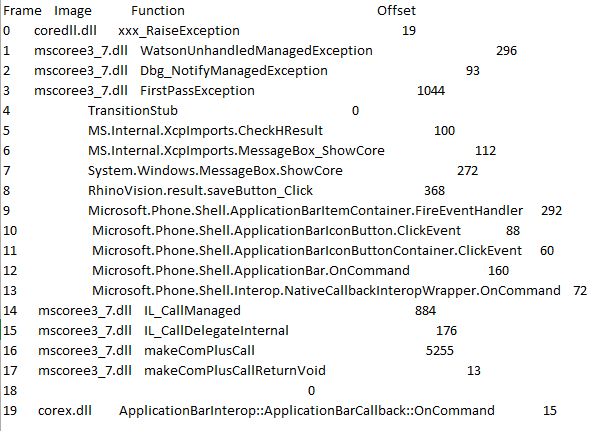 Frame Image Function Offset
0 coredll.dll xxx_RaiseException 19
1 mscoree3_7.dll WatsonUnhandledManagedException 296
2 mscoree3_7.dll Dbg_NotifyManagedException 93
3 mscoree3_7.dll FirstPassException 1044
4 TransitionStub 0
5 MS.Internal.XcpImports.CheckHResult 100
6 MS.Internal.XcpImports.MessageBox_ShowCore 112
7 System.Windows.MessageBox.ShowCore 272
8 RhinoVision.result.saveButton_Click 368
9 Microsoft.Phone.Shell.ApplicationBarItemContainer.FireEventHandler 292
10 Microsoft.Phone.Shell.ApplicationBarIconButton.ClickEvent 88
11 Microsoft.Phone.Shell.ApplicationBarIconButtonContainer.ClickEvent 60
12 Microsoft.Phone.Shell.ApplicationBar.OnCommand 160
13 Microsoft.Phone.Shell.Interop.NativeCallbackInteropWrapper.OnCommand 72
14 mscoree3_7.dll IL_CallManaged 884
15 mscoree3_7.dll IL_CallDelegateInternal 176
16 mscoree3_7.dll makeComPlusCall 5255
17 mscoree3_7.dll makeComPlusCallReturnVoid 13
18 0
19 corex.dll ApplicationBarInterop::ApplicationBarCallback::OnCommand 15